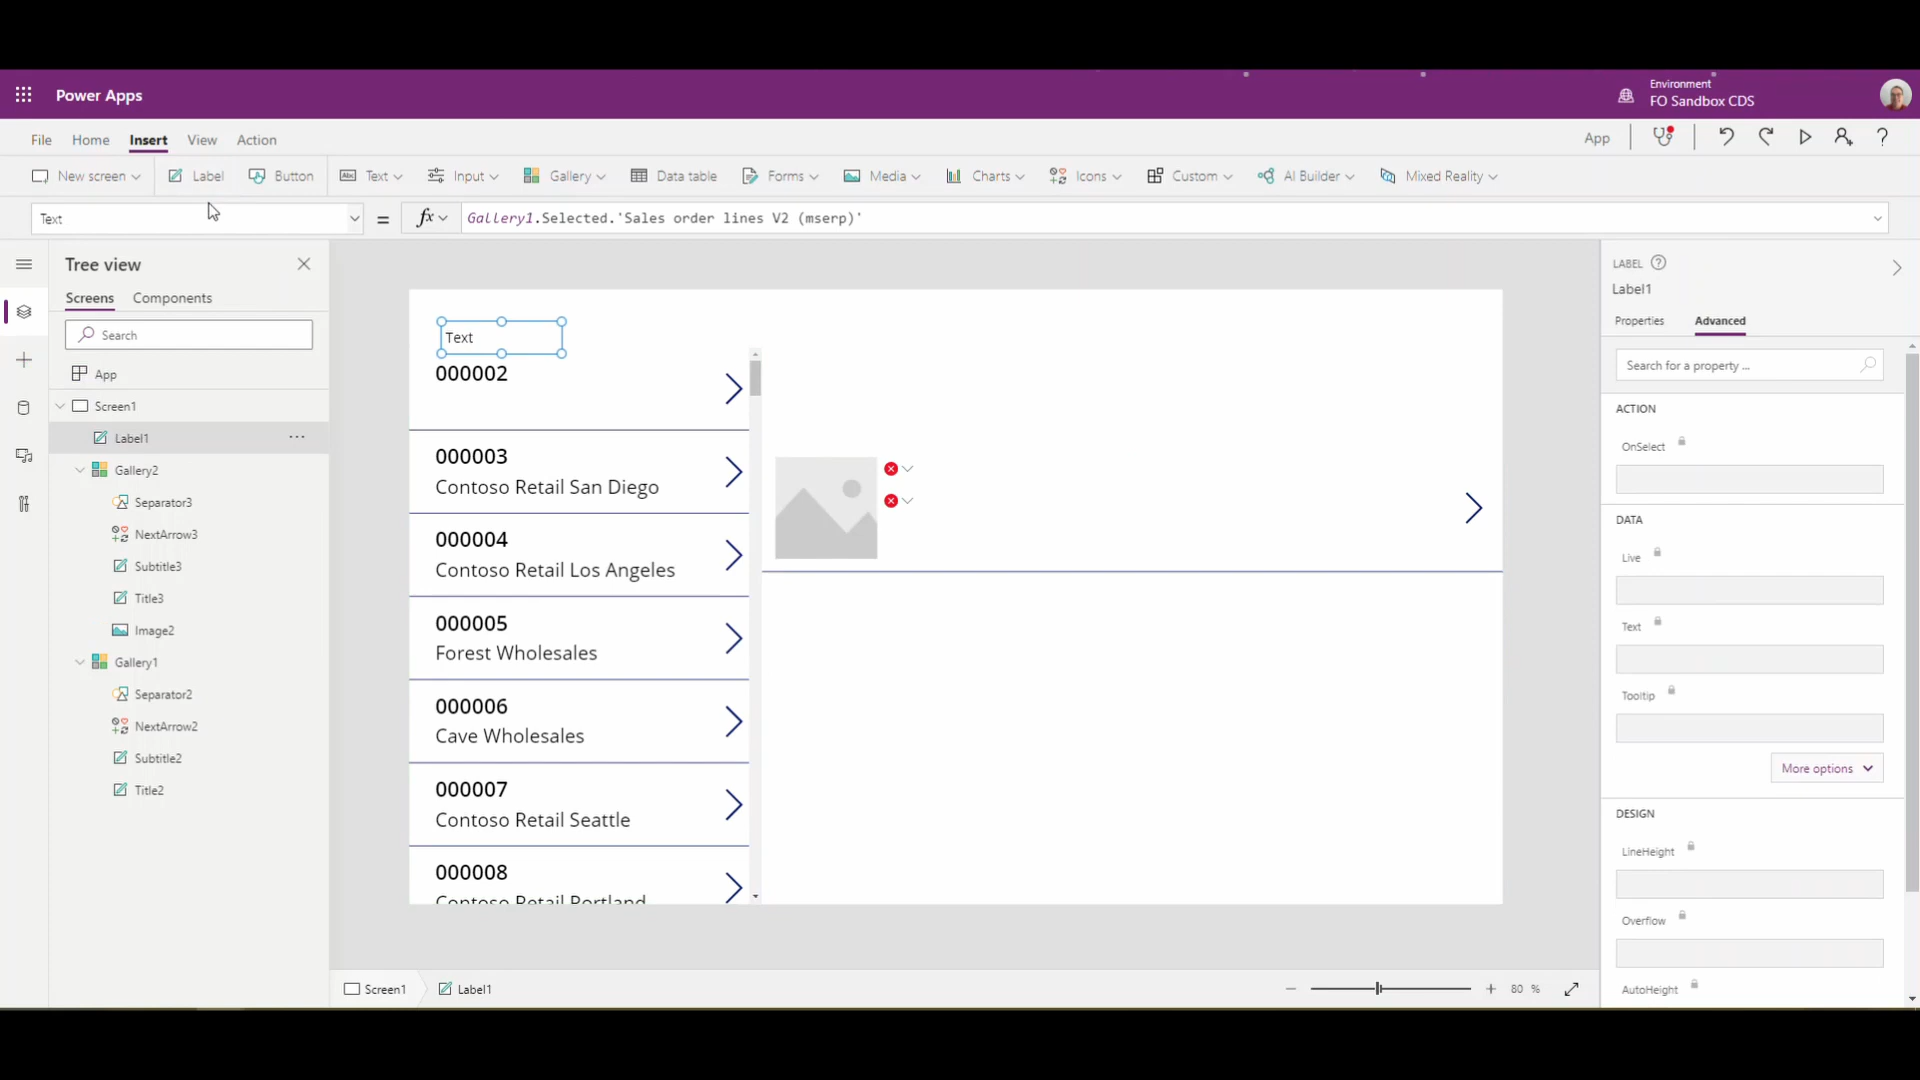 Power Apps
Environment
FO Sandbox CDS
File Home Insert View Action
App
New screen Label Button Text Input Gallery Data table Forms Media Charts Icons Custom AI Builder Mixed Reality
Text = fx Gallery1.Selected.'Sales order lines V2 (mserp)'
Tree view
Screens Components
Search
App
Screen1
Label1
Gallery2
Separator3
NextArrow3
Subtitle3
Title3
Image2
Gallery1
Separator2
NextArrow2
Subtitle2
Title2
Text
000002
000003
Contoso Retail San Diego
000004
Contoso Retail Los Angeles
000005
Forest Wholesales
000006
Cave Wholesales
000007
Contoso Retail Seattle
000008
Contoso Retail Portland
Screen1 Label1
80 %
LABEL
Label1
Properties Advanced
Search for a property ...
ACTION
OnSelect
DATA
Live
Text
Tooltip
More options
DESIGN
LineHeight
Overflow
AutoHeight